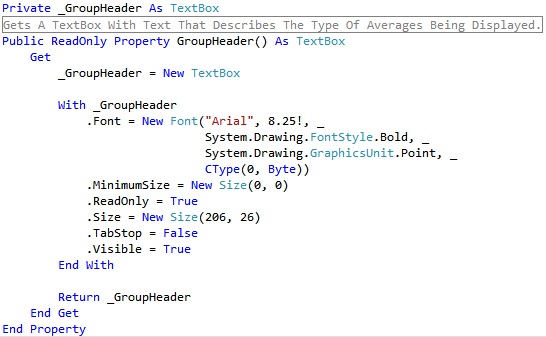 Private _GroupHeader As TextBox
Gets A TextBox With Text That Describes The Type Of Averages Being Displayed.
Public ReadOnly Property GroupHeader() As TextBox
    Get
        _GroupHeader = New TextBox

        With _GroupHeader
            .Font = New Font("Arial", 8.25!, _
                             System.Drawing.FontStyle.Bold, _
                             System.Drawing.GraphicsUnit.Point, _
                             CType(0, Byte))
            .MinimumSize = New Size(0, 0)
            .ReadOnly = True
            .Size = New Size(206, 26)
            .TabStop = False
            .Visible = True
        End With

        Return _GroupHeader
    End Get
End Property